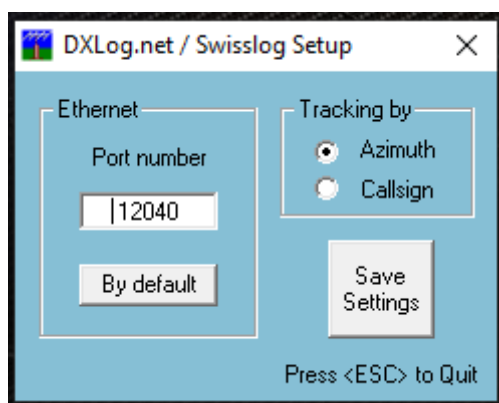 DXLog.net / Swisslog Setup
Ethernet
Port number
12040
By default
Tracking by
Azimuth
Callsign
Save
Settings
Press <ESC> to Quit